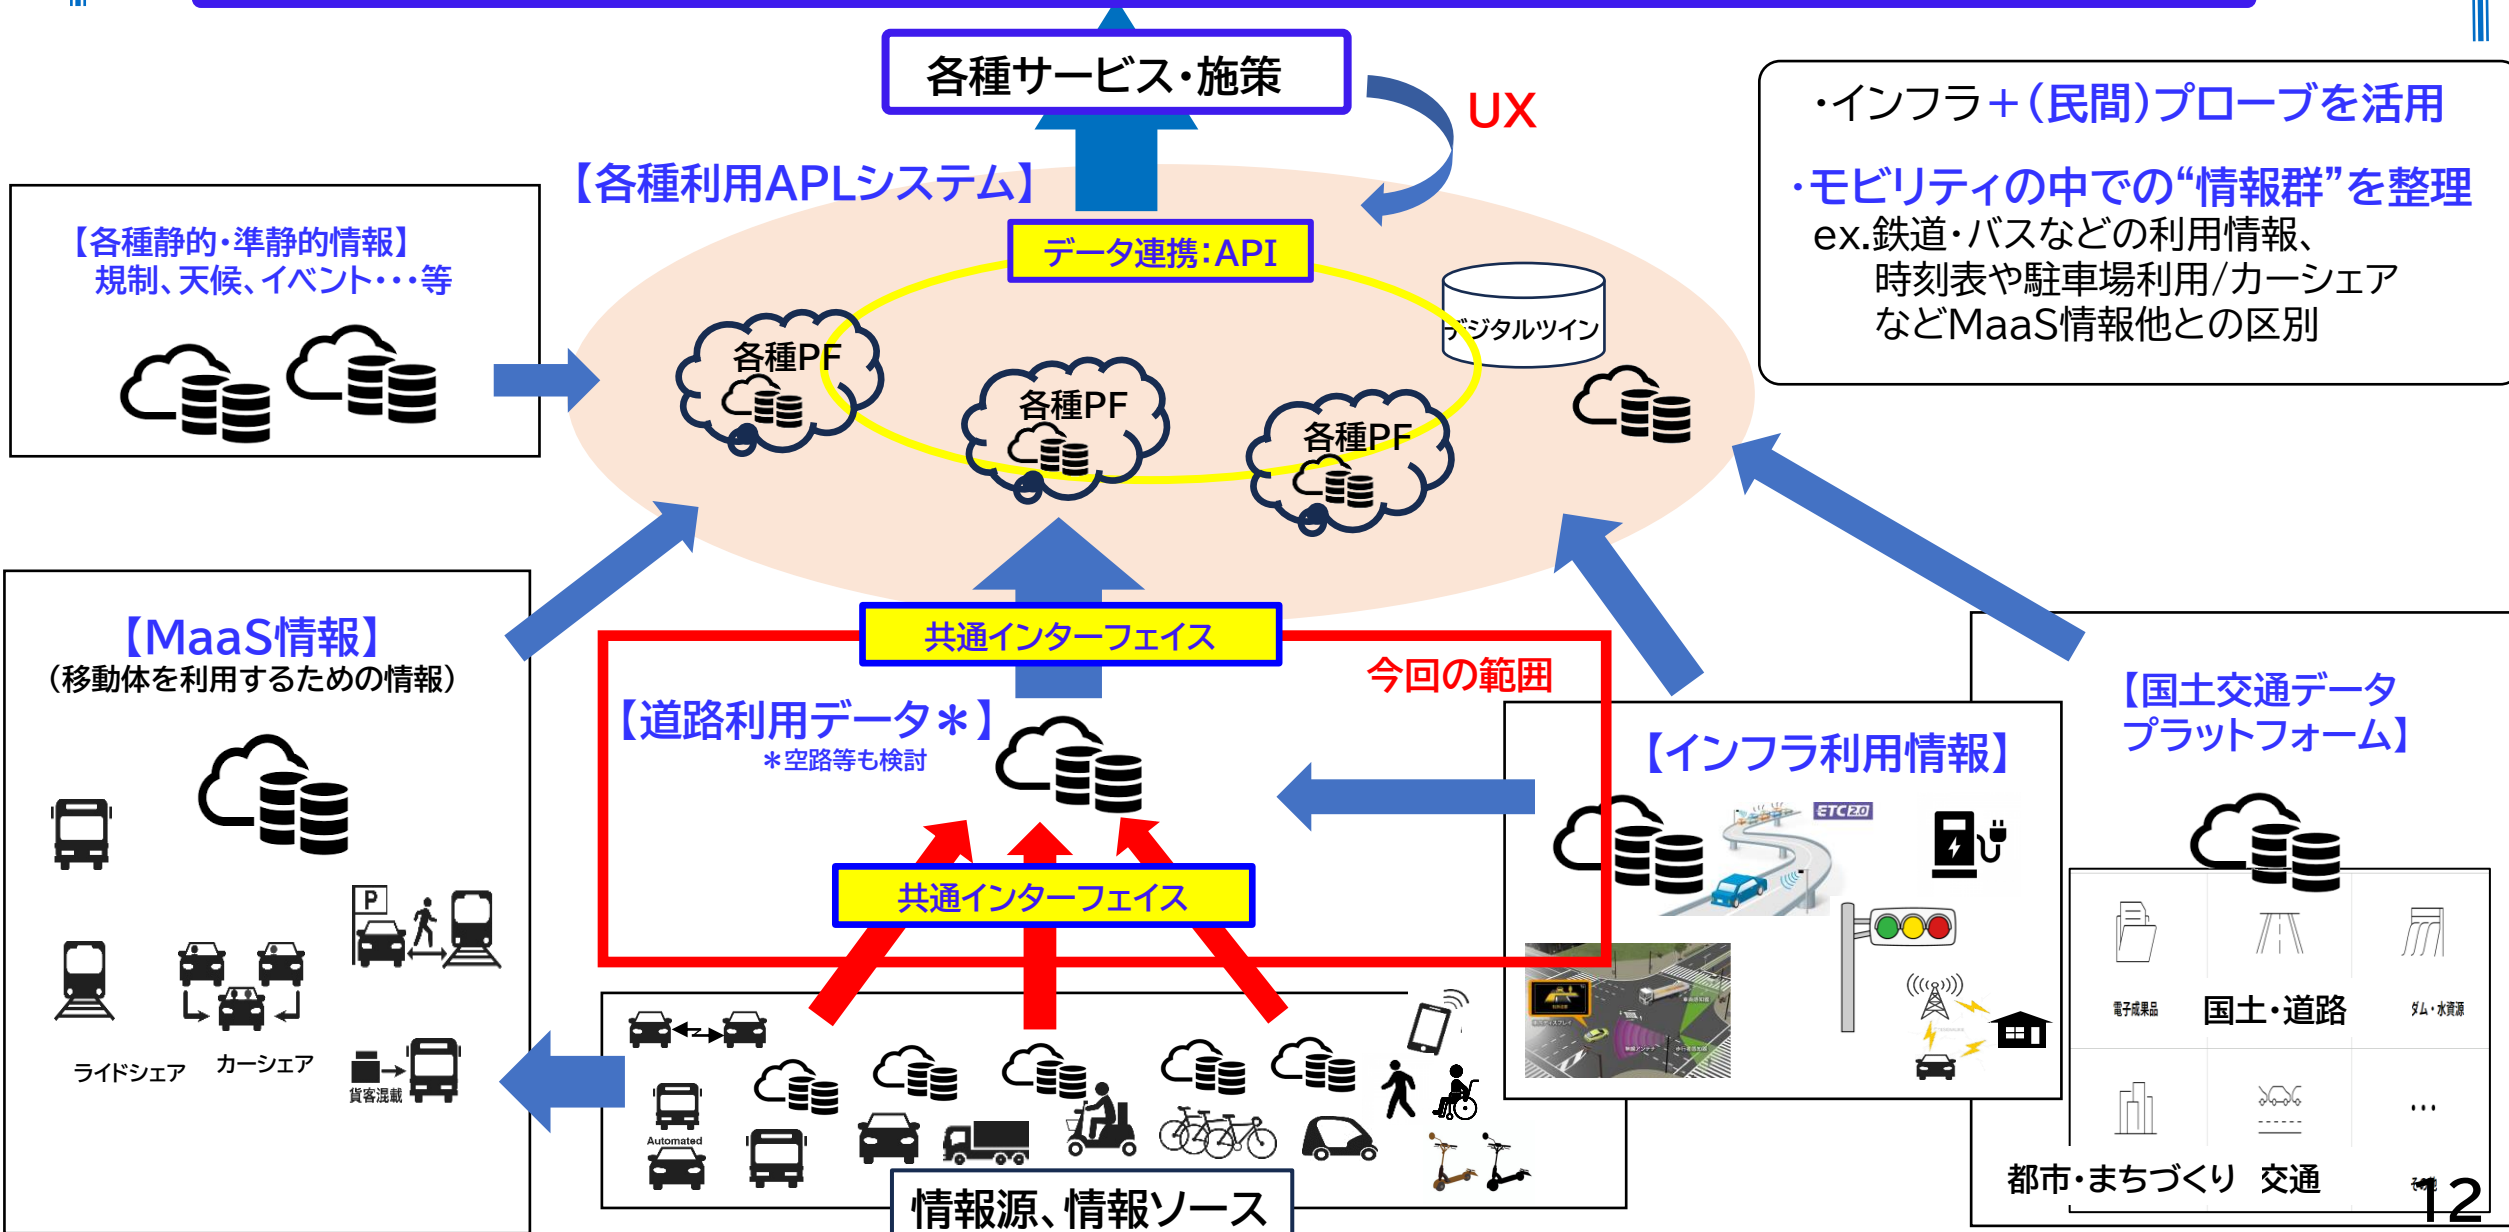 各種サービス・施策
UX
・インフラ＋(民間)プローブを活用
・モビリティの中での“情報群”を整理
ex.鉄道・バスなどの利用情報、
時刻表や駐車場利用/カーシェア
などMaaS情報他との区別
【各種利用APLシステム】
【各種静的・準静的情報】
規制、天候、イベント・・・等
データ連携：API
デジタルツイン
各種PF
各種PF
各種PF
【MaaS情報】
(移動体を利用するための情報)
P
ライドシェア
カーシェア
貨客混載
共通インターフェイス
今回の範囲
【道路利用データ＊】
＊空路等も検討
共通インターフェイス
【インフラ利用情報】
ETC2.0
【国土交通データ
プラットフォーム】
電子成果品
国土・道路
ダム・水資源
都市・まちづくり
交通
その他
Automated
情報源、情報ソース
12